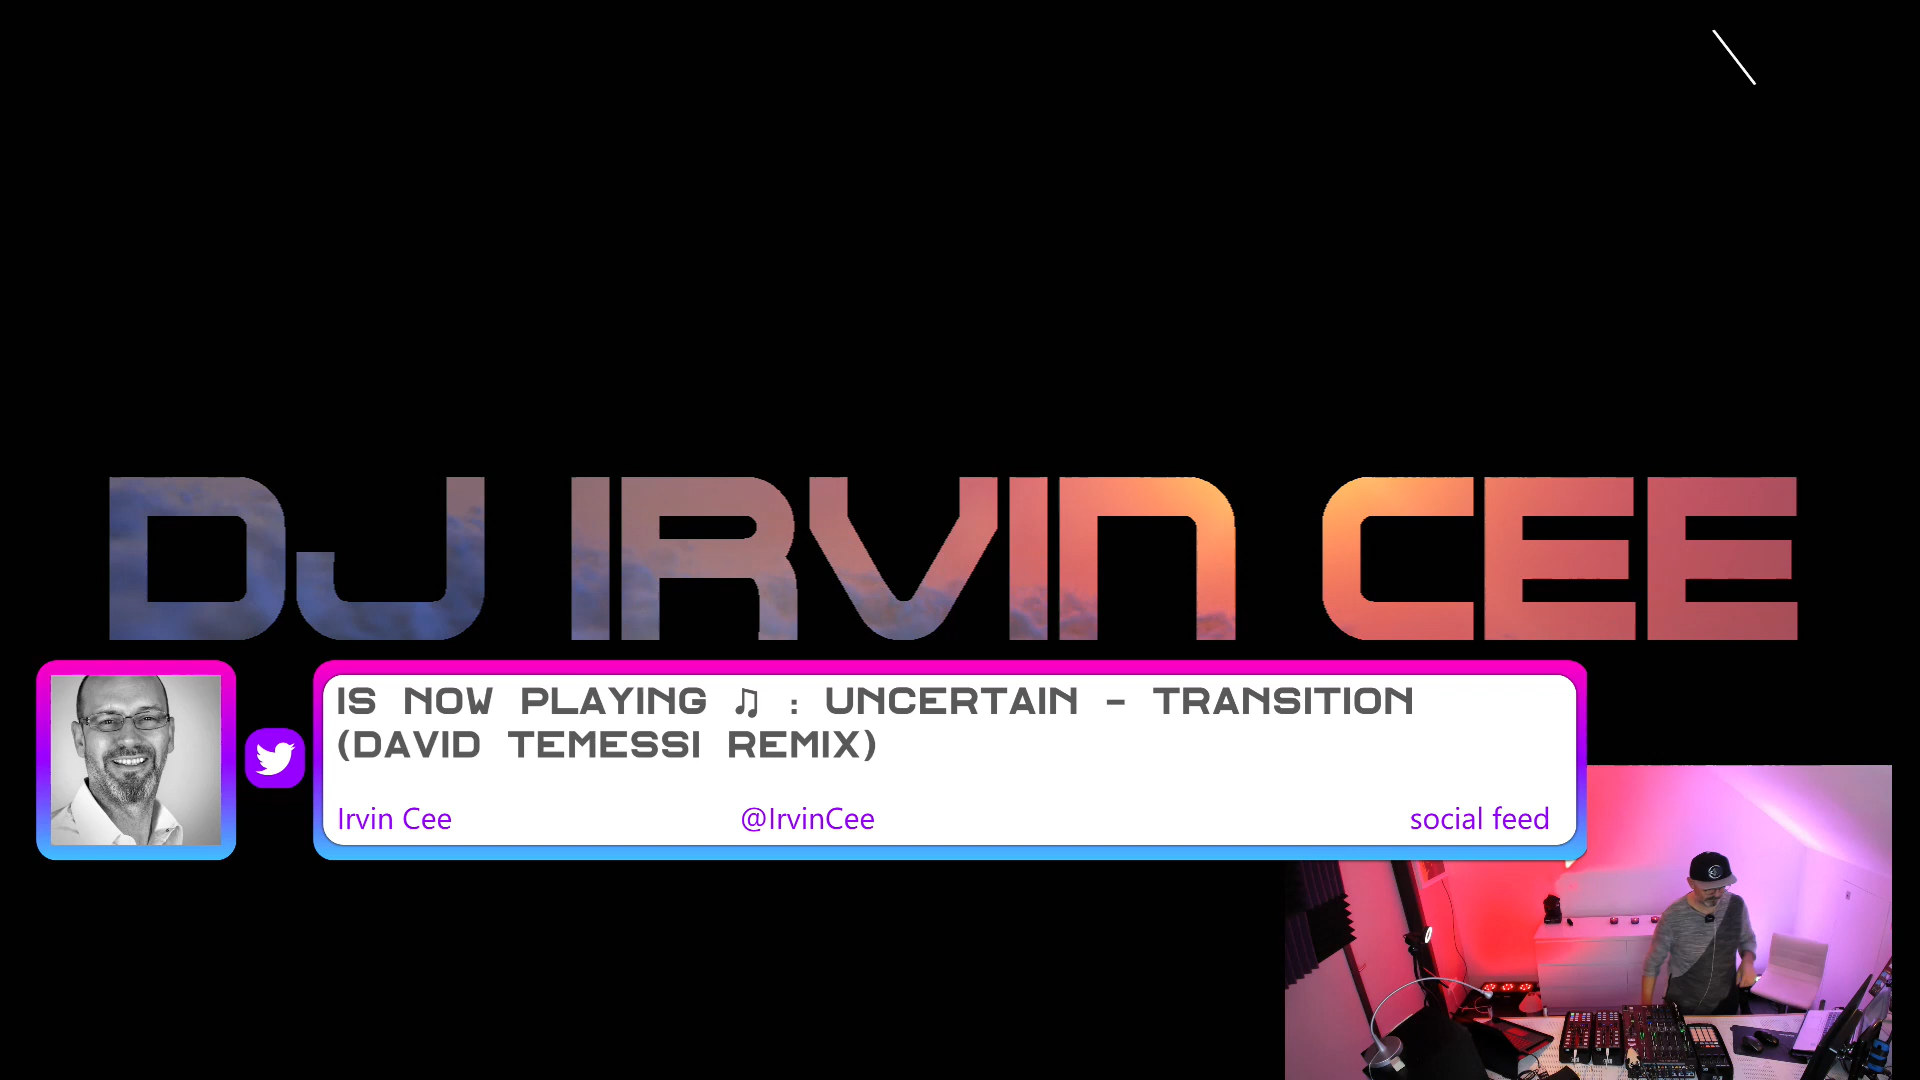 DJ IRVIN CEE
IS NOW PLAYING ♫ : UNCERTAIN - TRANSITION
(DAVID TEMESSI REMIX)
Irvin Cee @IrvinCee social feed